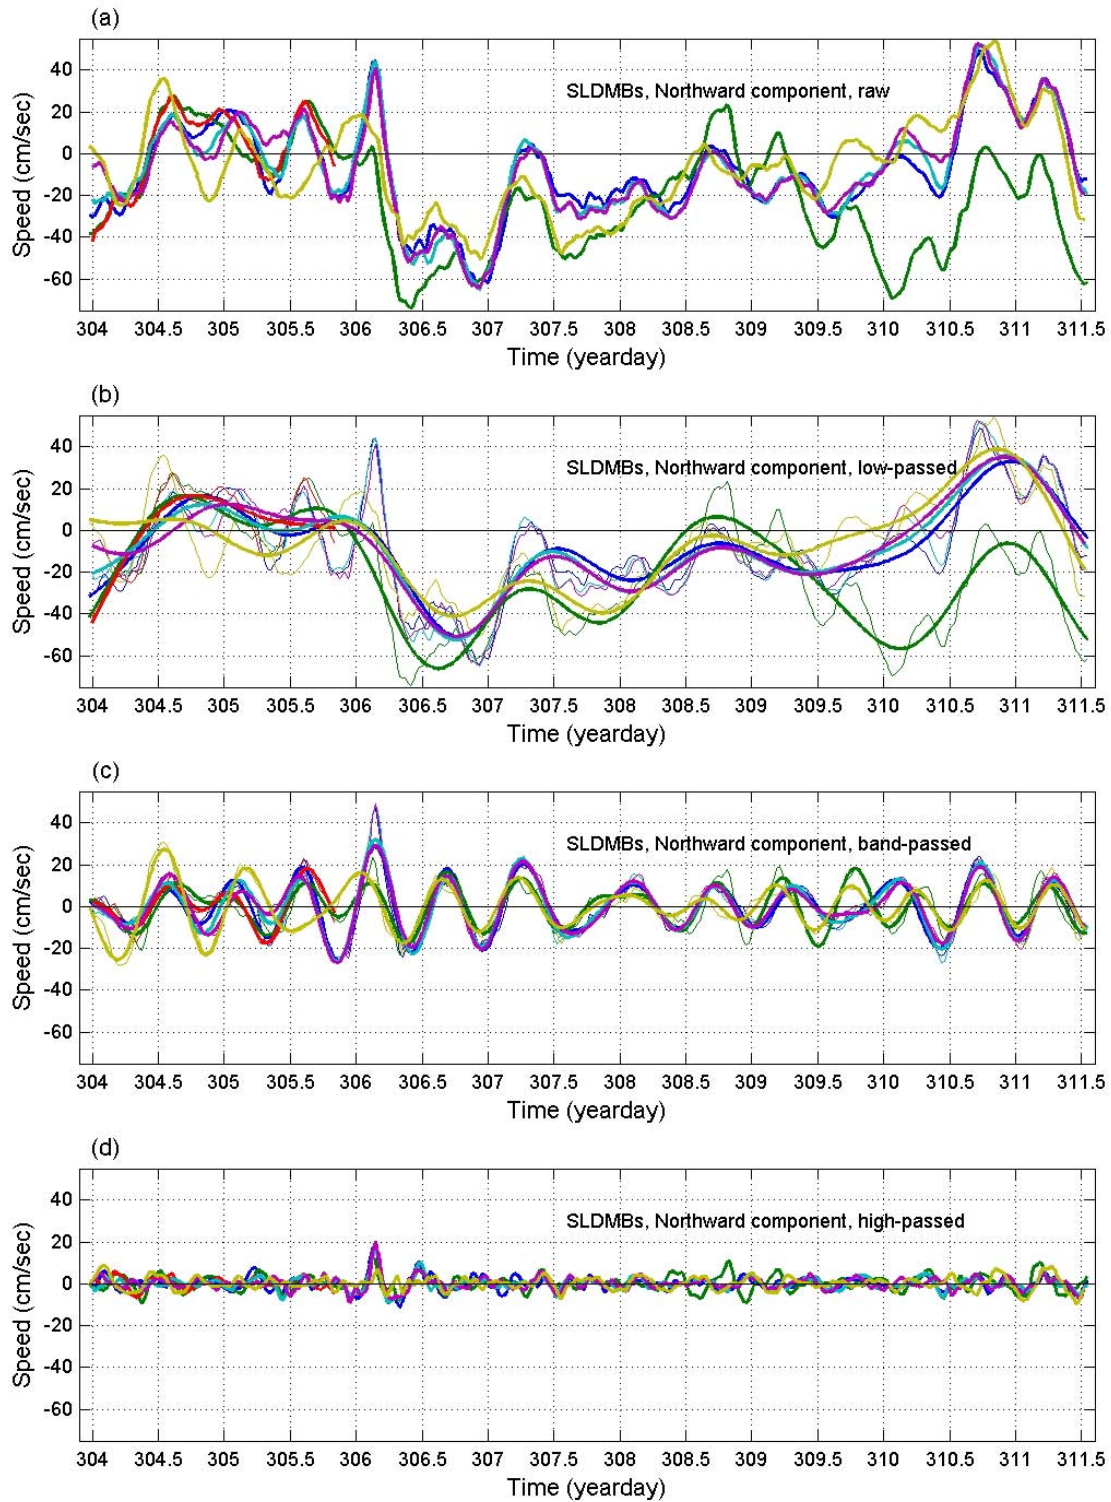 (a)
SLDMBs, Northward component, raw
Speed (cm/sec)
40
20
0
-20
-40
-60
304 304.5 305 305.5 306 306.5 307 307.5 308 308.5 309 309.5 310 310.5 311 311.5
Time (yearday)
(b)
SLDMBs, Northward component, low-passed
Speed (cm/sec)
40
20
0
-20
-40
-60
304 304.5 305 305.5 306 306.5 307 307.5 308 308.5 309 309.5 310 310.5 311 311.5
Time (yearday)
(c)
SLDMBs, Northward component, band-passed
Speed (cm/sec)
40
20
0
-20
-40
-60
304 304.5 305 305.5 306 306.5 307 307.5 308 308.5 309 309.5 310 310.5 311 311.5
Time (yearday)
(d)
SLDMBs, Northward component, high-passed
Speed (cm/sec)
40
20
0
-20
-40
-60
304 304.5 305 305.5 306 306.5 307 307.5 308 308.5 309 309.5 310 310.5 311 311.5
Time (yearday)